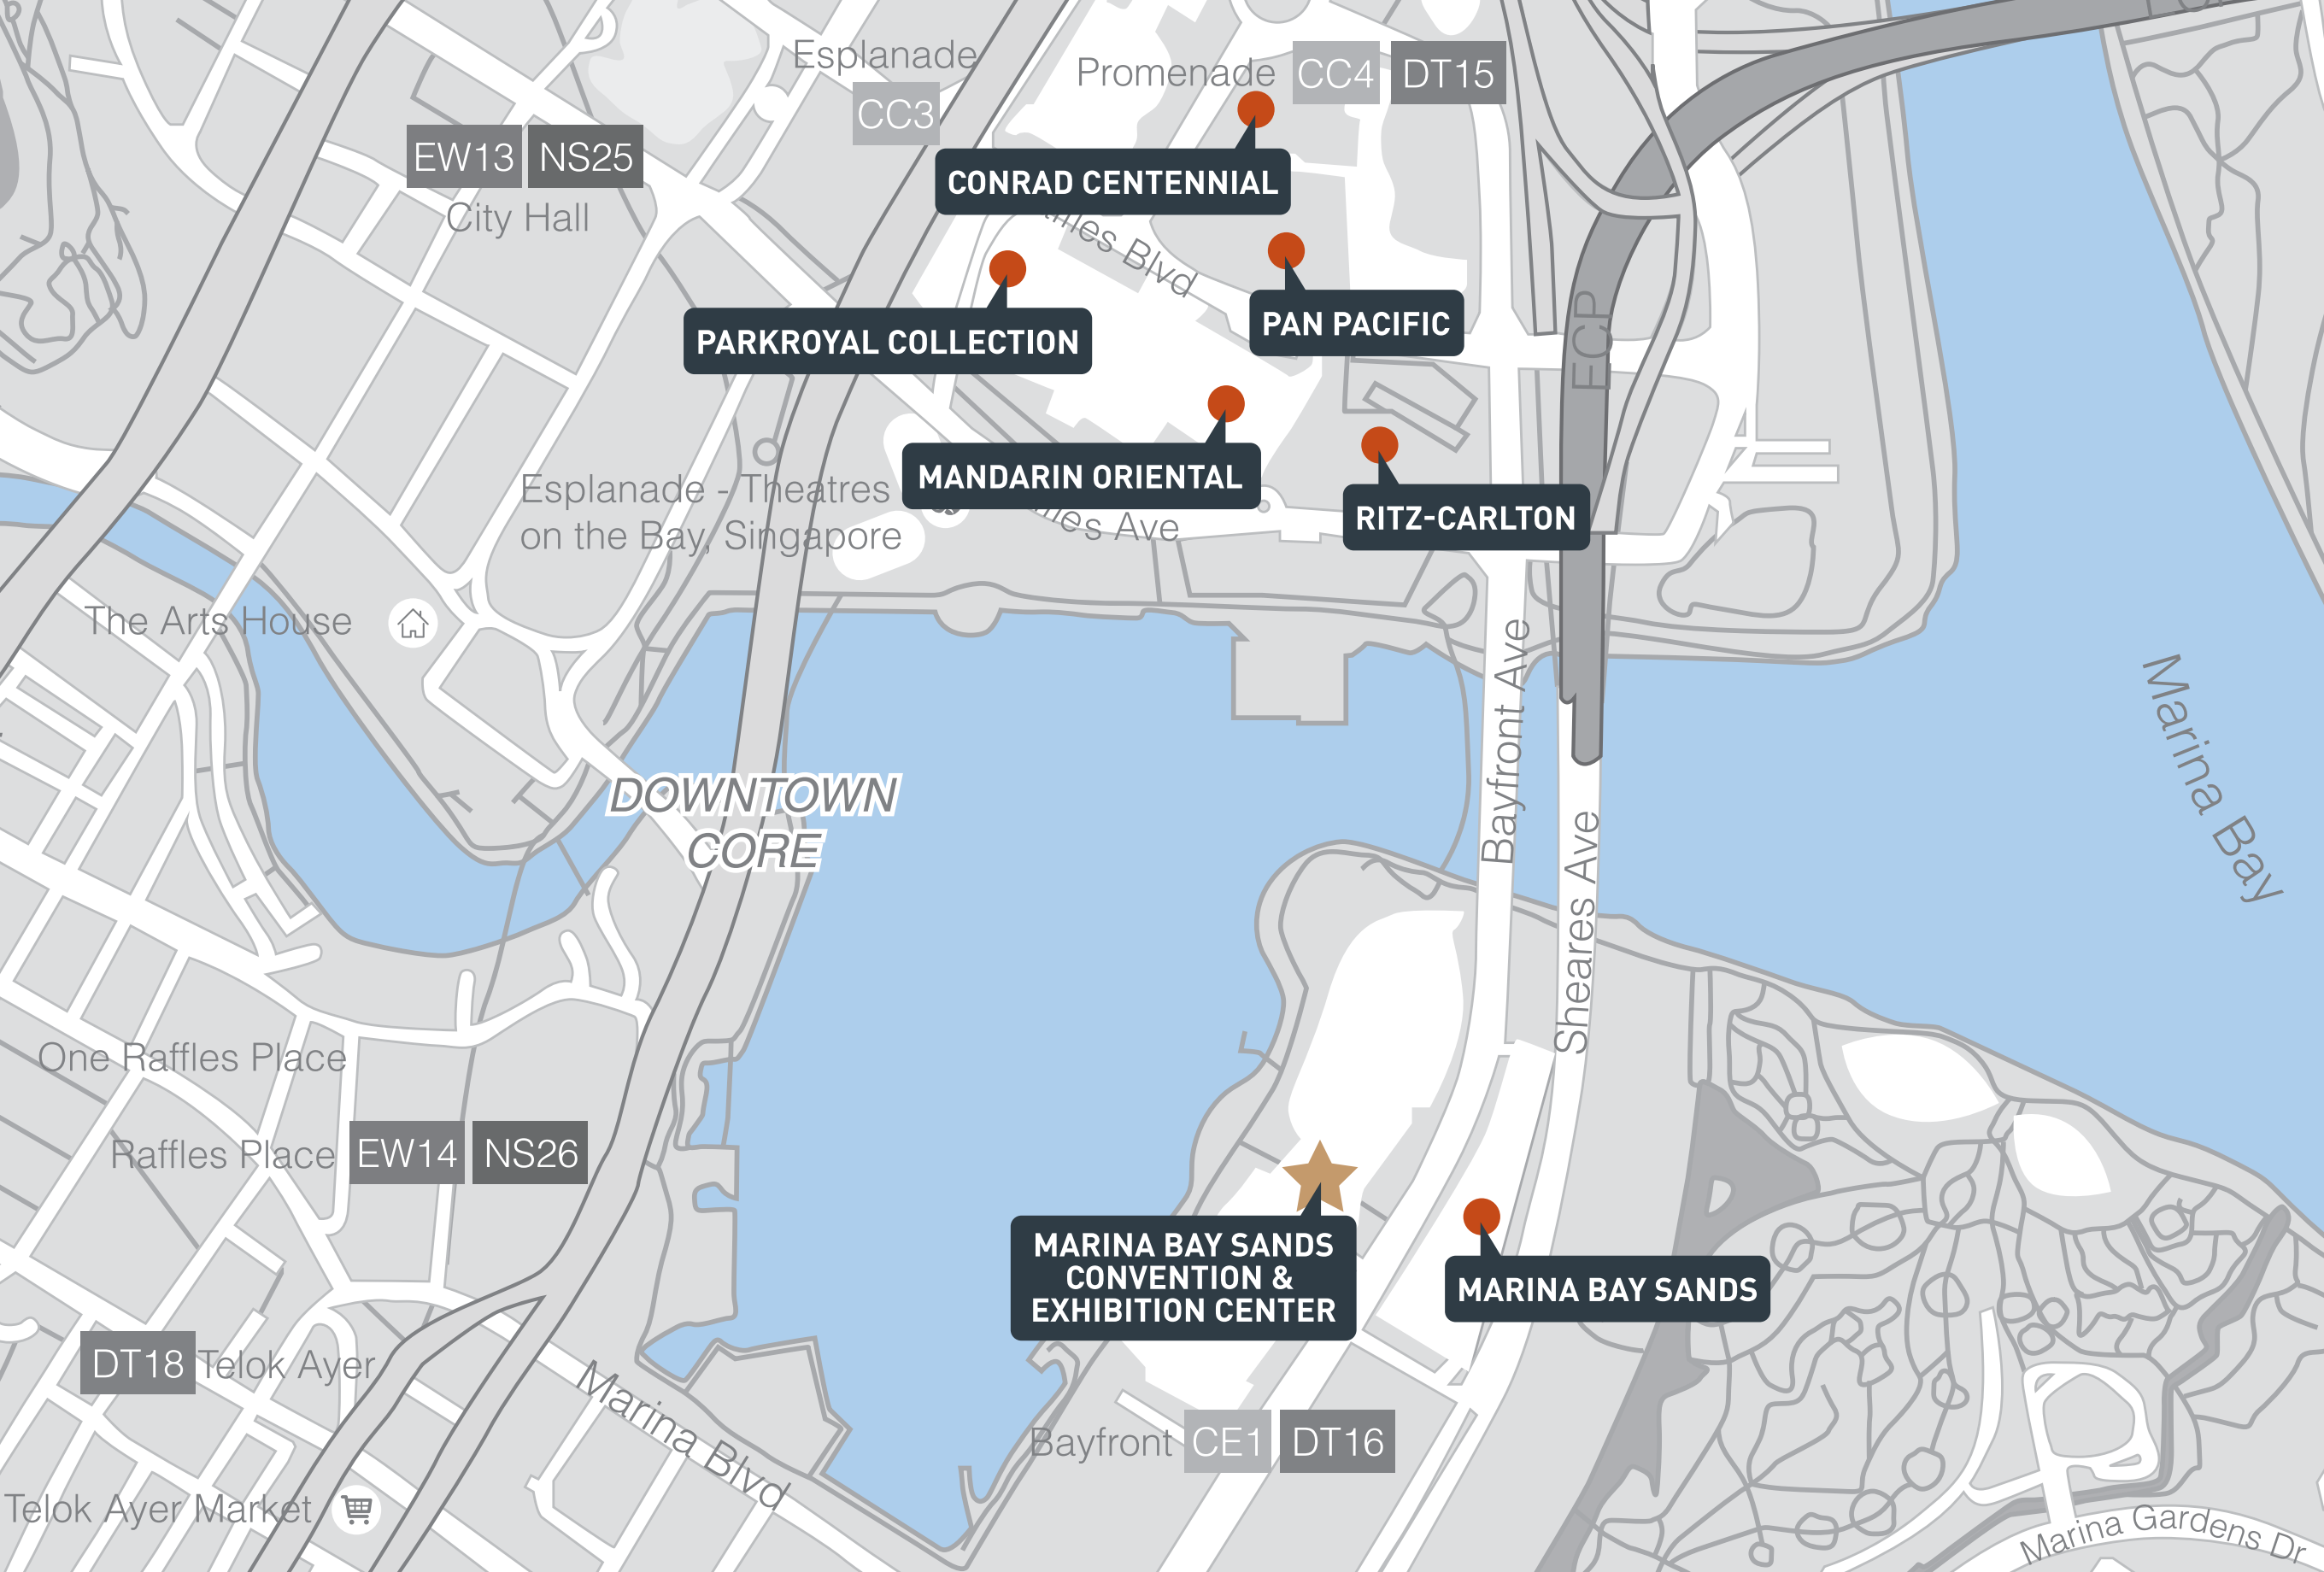 Esplanade
CC3
Promenade CC4 DT15
EW13 NS25
City Hall
CONRAD CENTENNIAL
Blvd
PARKROYAL COLLECTION
PAN PACIFIC
ECP
MANDARIN ORIENTAL
Esplanade - Theatres
on the Bay, Singapore
Ave
RITZ-CARLTON
The Arts House
Bayfront Ave
Marina Bay
DOWNTOWN
CORE
Sheares Ave
One Raffles Place
Raffles Place EW14 NS26
MARINA BAY SANDS
CONVENTION &
EXHIBITION CENTER
MARINA BAY SANDS
DT18 Telok Ayer
Marina Blvd
Bayfront CE1 DT16
Telok Ayer Market
Marina Gardens Dr